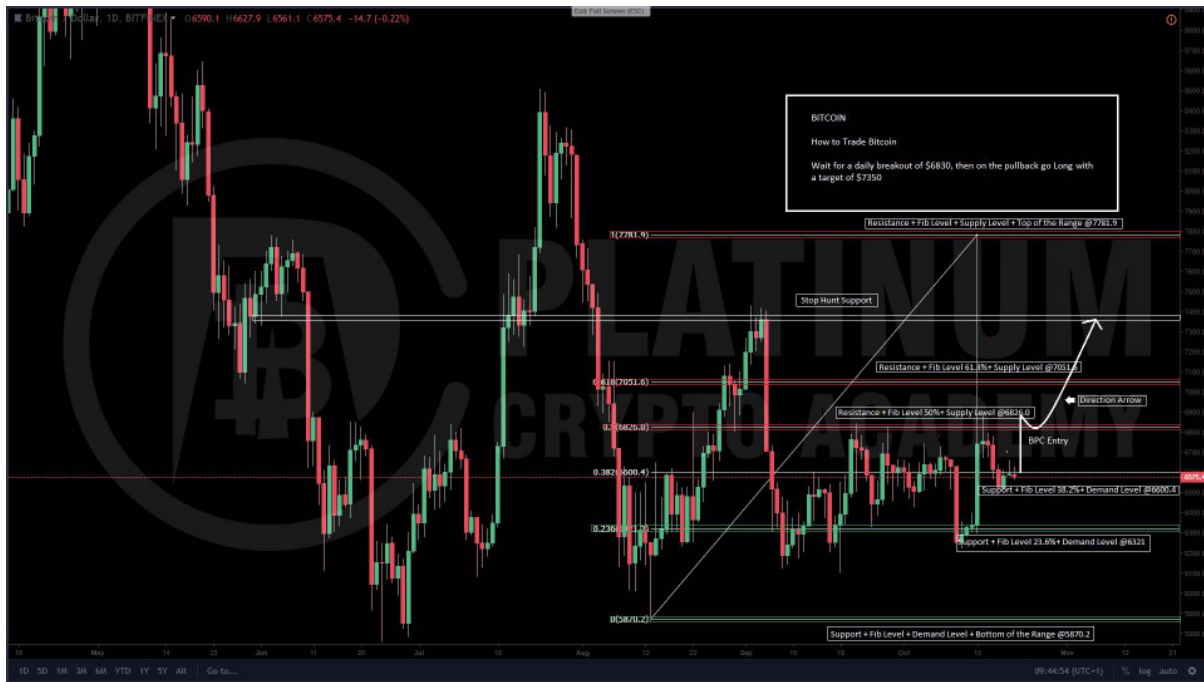 Exit Full Screen (ESC)
Dollar, 1D, BITFINEX O6590.1 H6627.9 L6561.1 C6575.4 -14.7 (-0.22%)
BITCOIN
How to Trade Bitcoin
Wait for a daily breakout of $6830, then on the pullback go Long with
a target of $7350
Resistance + Fib Level + Supply Level + Top of the Range @7781.9
1(7781.9)
PLATINUM
CRYPTO ACADEMY
Stop Hunt Support
Resistance + Fib Level 61.8%+ Supply Level @7051.6
0.618(7051.6)
Direction Arrow
Resistance + Fib Level 50%+ Supply Level @6826.0
0.5(6826.0)
BPC Entry
0.382(6600.4)
6575.4
Support + Fib Level 38.2%+ Demand Level @6600.4
Support + Fib Level 23.6%+ Demand Level @6321
0(5870.2)
Support + Fib Level + Demand Level + Bottom of the Range @5870.2
May 14 23 Jun 11 Jul Aug 13 Sep 10 Oct 15 Nov 12 21
1D 5D 1M 3M 6M YTD 1Y 5Y All Go to... 09:44:54 (UTC+1) % log auto